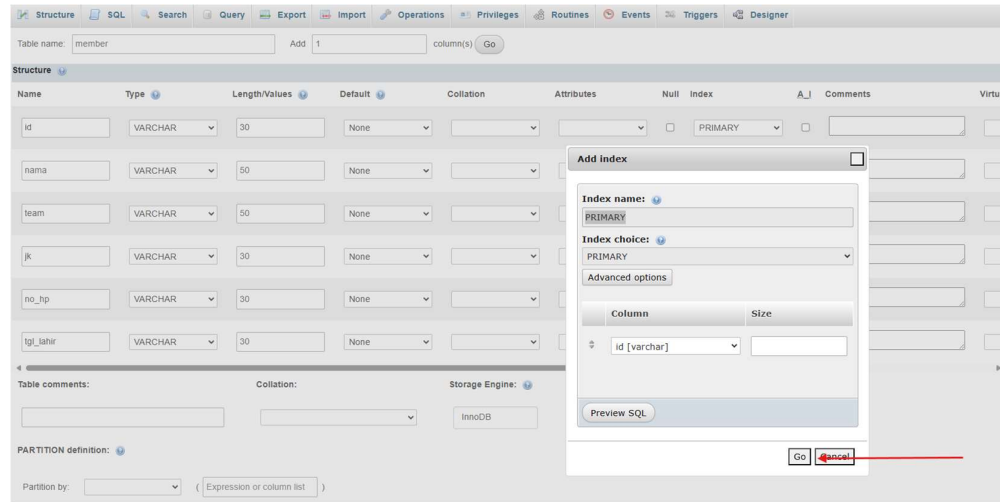 Structure SQL Search Query Export Import Operations Privileges Routines Events Triggers Designer
Table name: member Add 1 column(s) Go
Structure
Name Type Length/Values Default Collation Attributes Null Index A_I Comments Virtu
id VARCHAR 30 None PRIMARY
nama VARCHAR 50 None
team VARCHAR 50 None
jk VARCHAR 30 None
no_hp VARCHAR 30 None
tgl_lahir VARCHAR 30 None
Table comments: Collation: Storage Engine:
InnoDB
PARTITION definition:
Partition by: ( Expression or column list )
Add index
Index name:
PRIMARY
Index choice:
PRIMARY
Advanced options
Column Size
id [varchar]
Preview SQL
Go Cancel